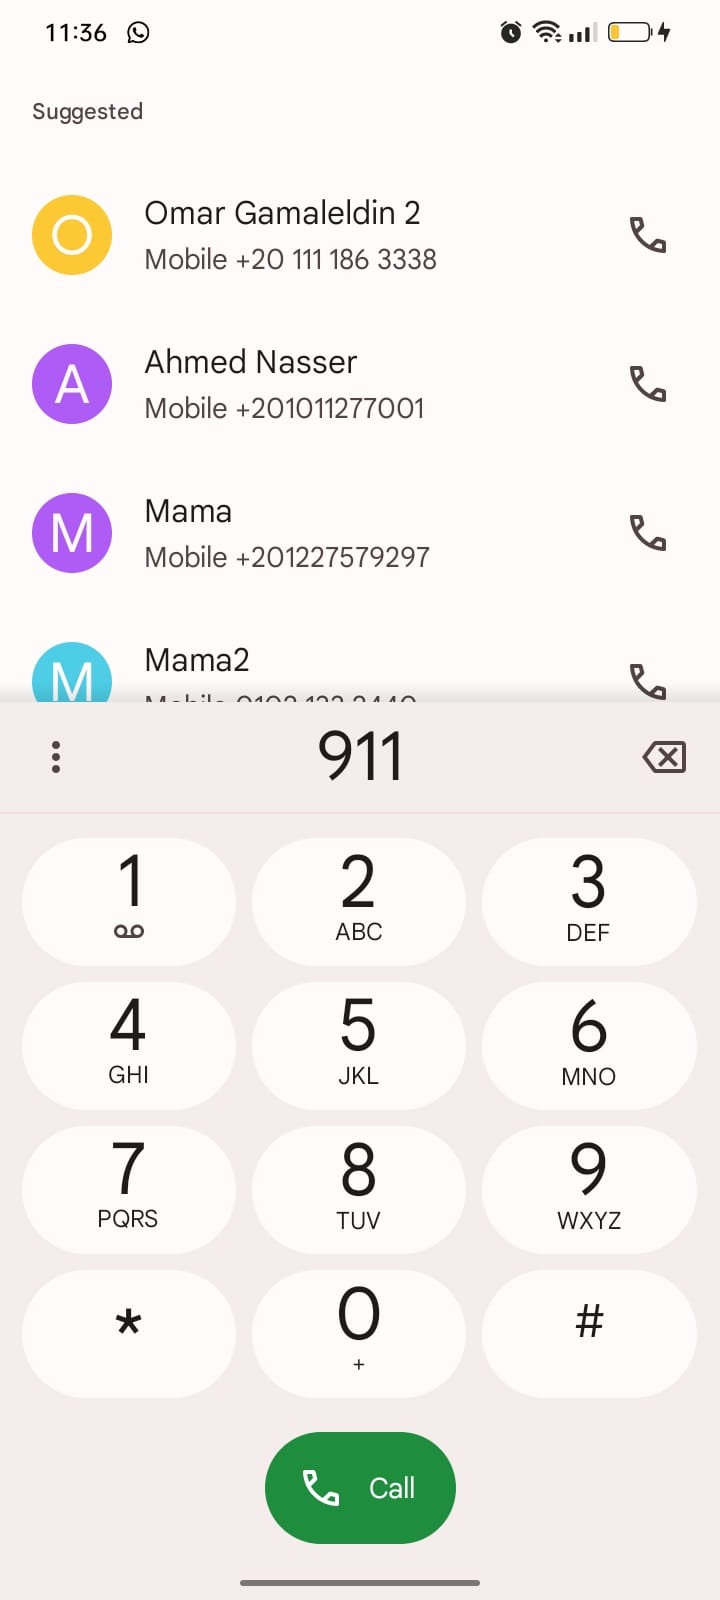 11:36
Suggested
O
Omar Gamaleldin 2
Mobile +20 111 186 3338
A
Ahmed Nasser
Mobile +201011277001
M
Mama
Mobile +201227579297
M
Mama2
Mobile
911
1
2
ABC
3
DEF
4
GHI
5
JKL
6
MNO
7
PQRS
8
TUV
9
WXYZ
*
0
+
#
Call